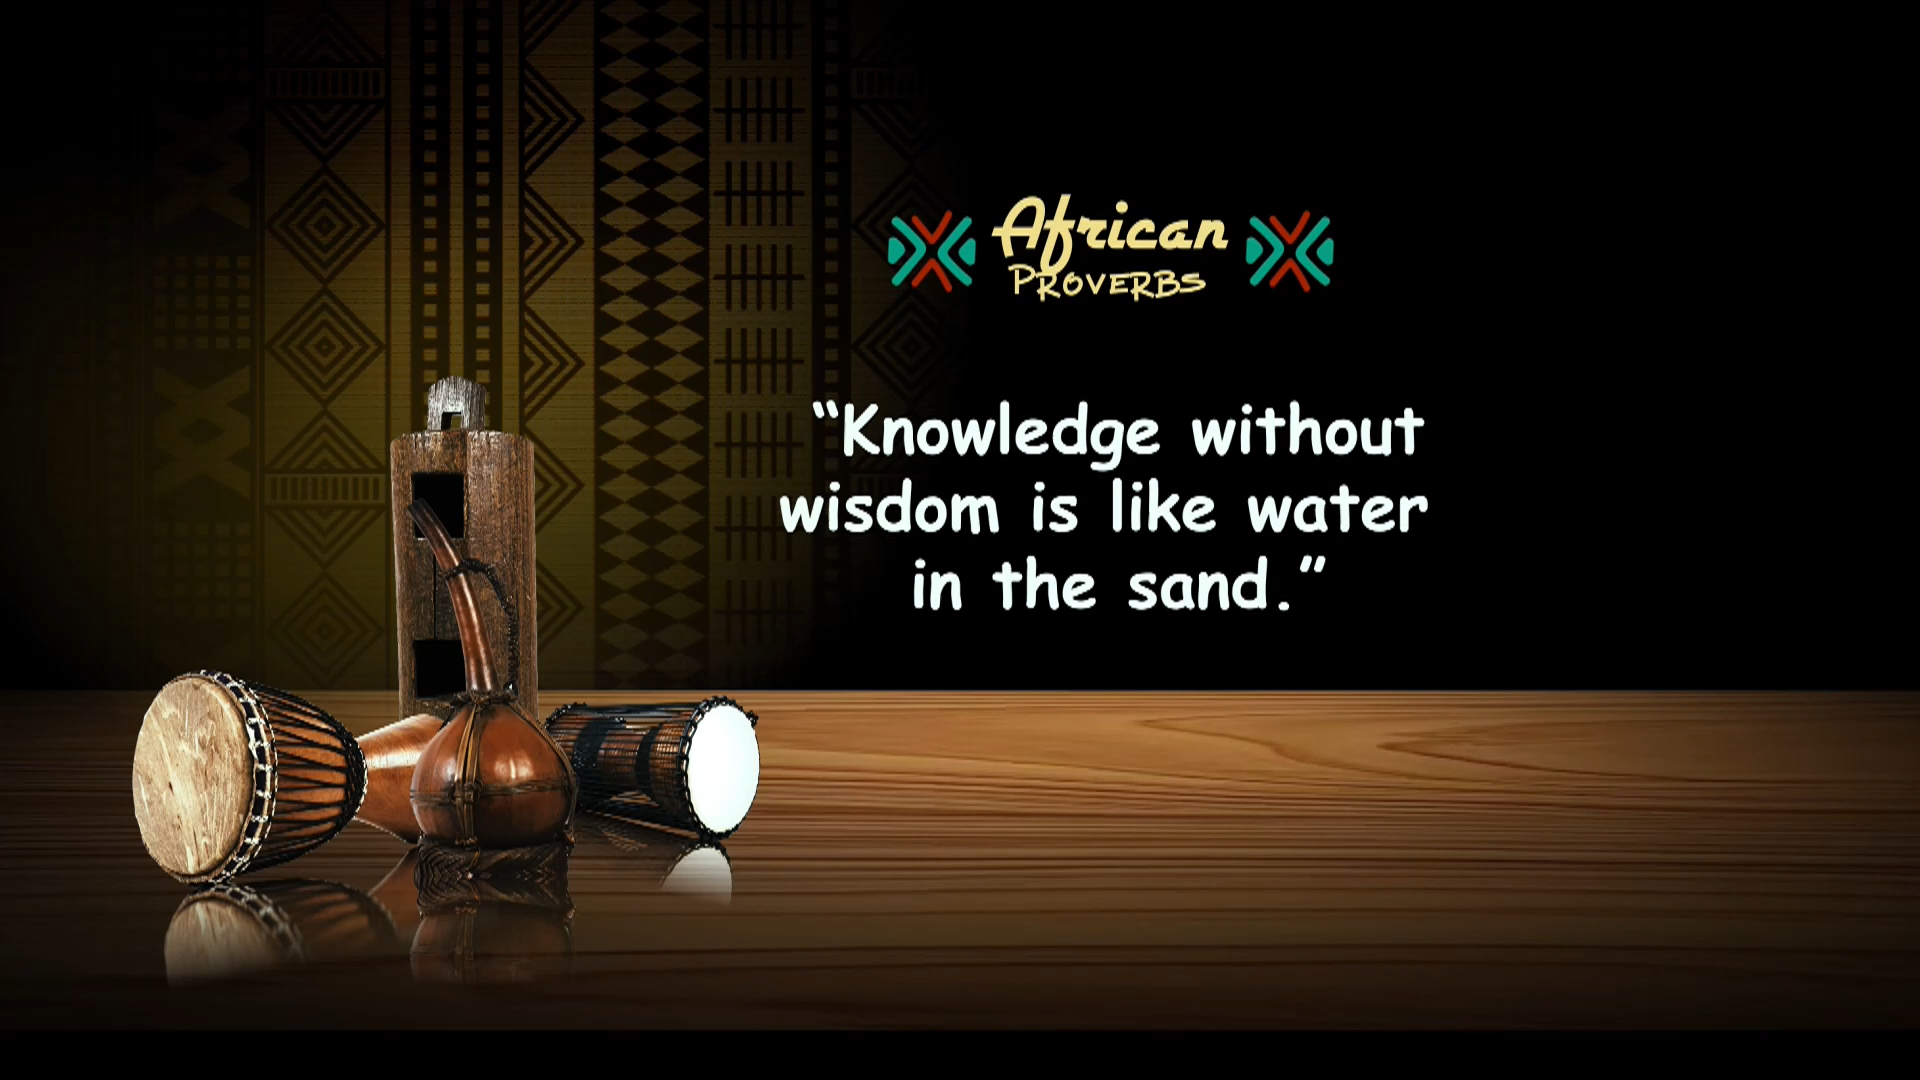 African
PROVERBS
“Knowledge without
wisdom is like water
in the sand.”